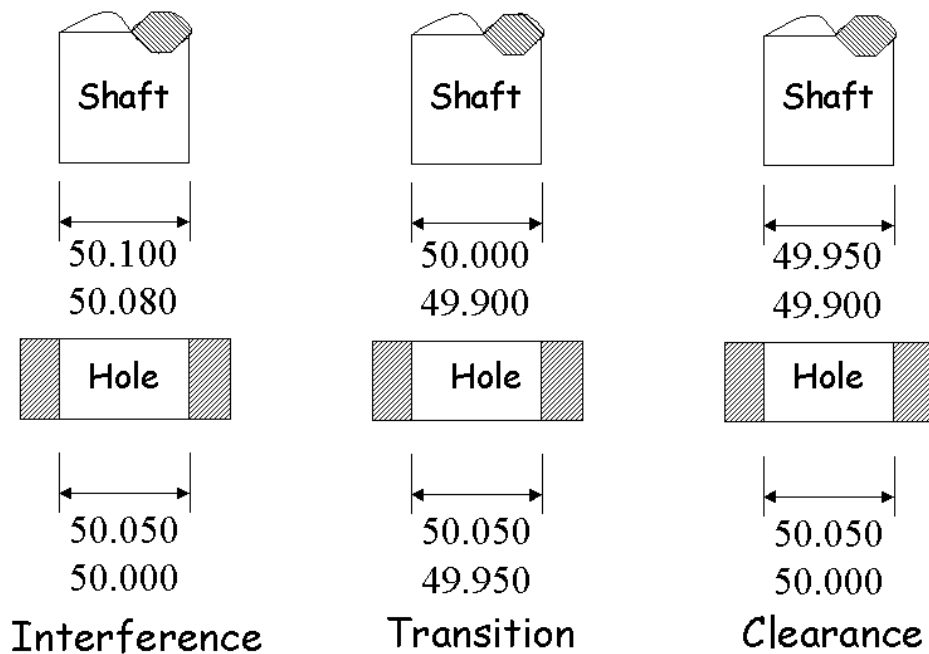 Shaft Shaft Shaft
50.100 50.000 49.950
50.080 49.900 49.900
Hole Hole Hole
50.050 50.050 50.050
50.000 49.950 50.000
Interference Transition Clearance